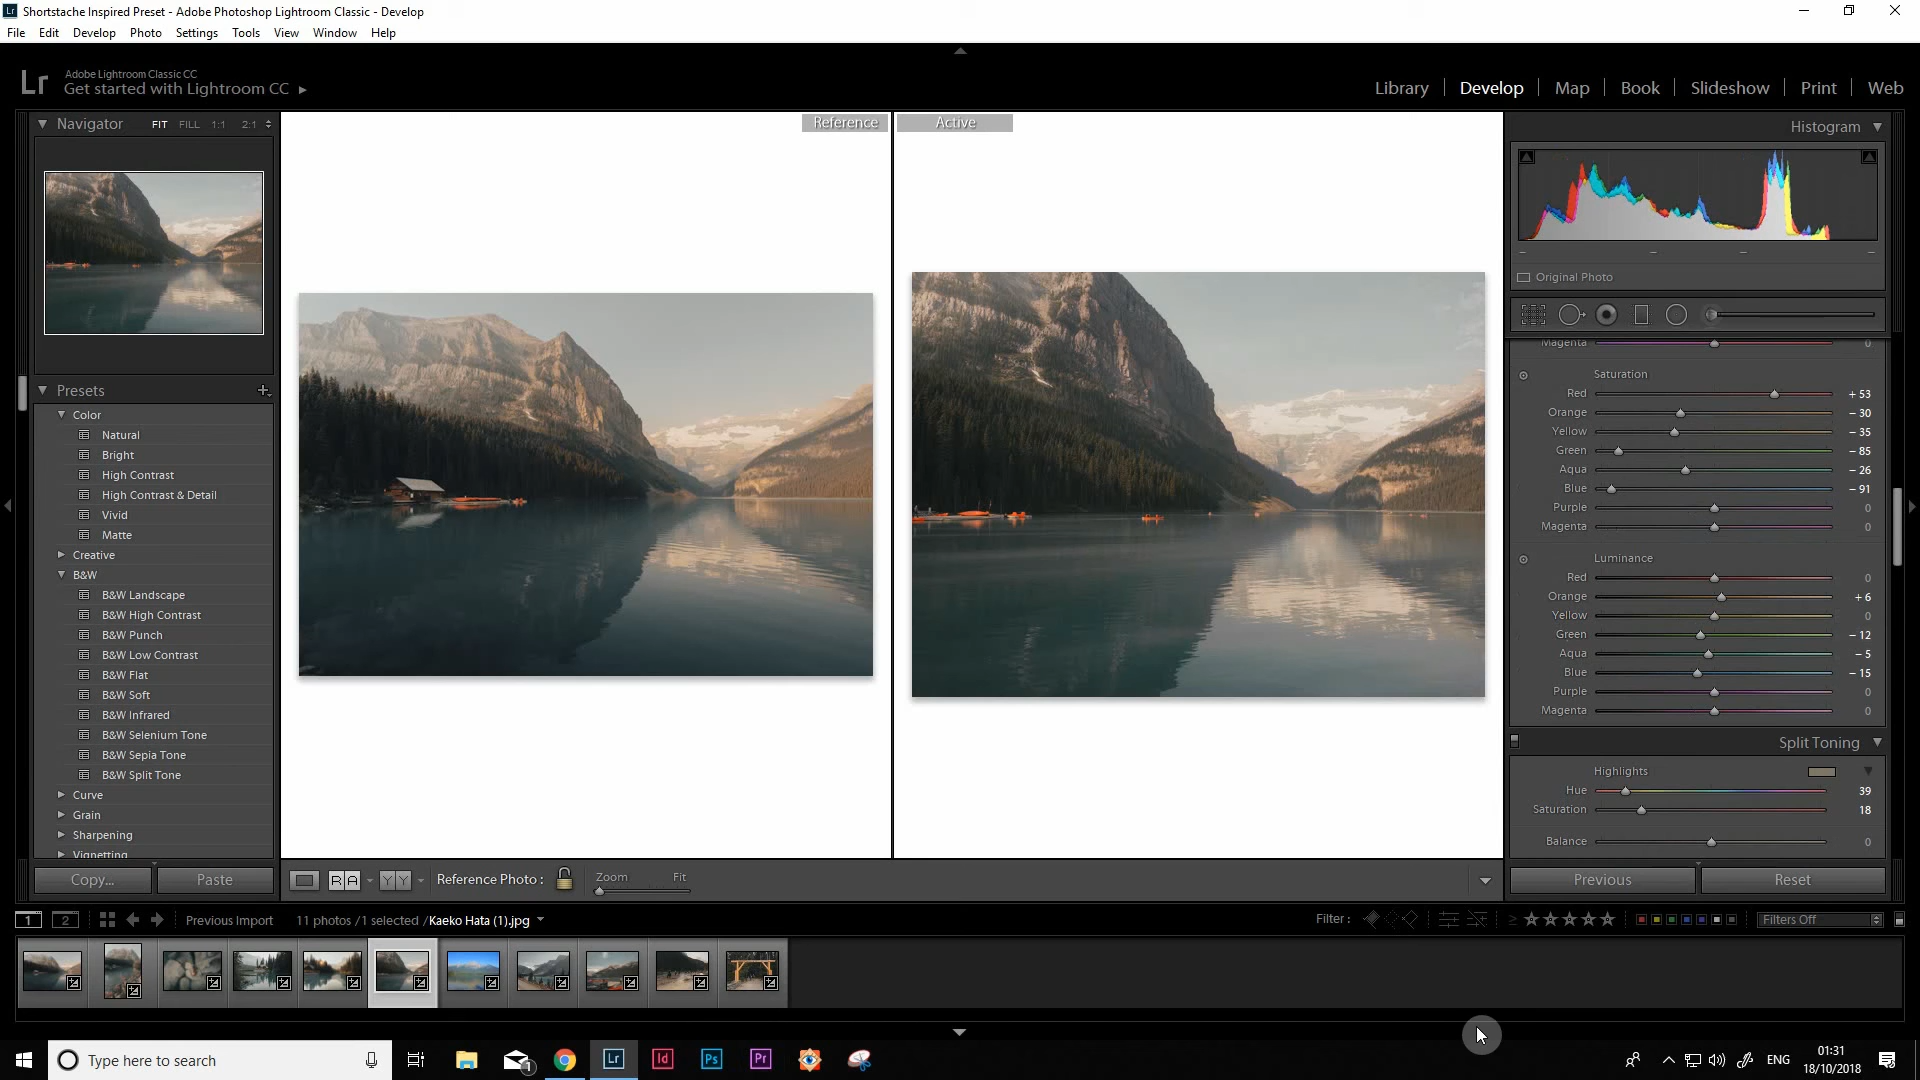 Shortstache Inspired Preset - Adobe Photoshop Lightroom Classic - Develop
File Edit Develop Photo Settings Tools View Window Help
Lr
Adobe Lightroom Classic CC
Get started with Lightroom CC
Library Develop Map Book Slideshow Print Web
Navigator FIT FILL 1:1 2:1
Reference Active
Histogram
Original Photo
Presets
Color
Natural
Bright
High Contrast
High Contrast & Detail
Vivid
Matte
Creative
B&W
B&W Landscape
B&W High Contrast
B&W Punch
B&W Low Contrast
B&W Flat
B&W Soft
B&W Infrared
B&W Selenium Tone
B&W Sepia Tone
B&W Split Tone
Curve
Grain
Sharpening
Vignetting
Copy... Paste
Magenta 0
Saturation
Red + 53
Orange - 30
Yellow - 35
Green - 85
Aqua - 26
Blue - 91
Purple 0
Magenta 0
Luminance
Red 0
Orange + 6
Yellow 0
Green - 12
Aqua - 5
Blue - 15
Purple 0
Magenta 0
Split Toning
Highlights
Hue 39
Saturation 18
Balance 0
Previous Reset
R A Y Y Reference Photo : Zoom Fit
1 2 Previous Import 11 photos /1 selected /Kaeko Hata (1).jpg
Filter : ≥ Filters Off
Type here to search
1 Lr Id Ps Pr
ENG
01:31
18/10/2018